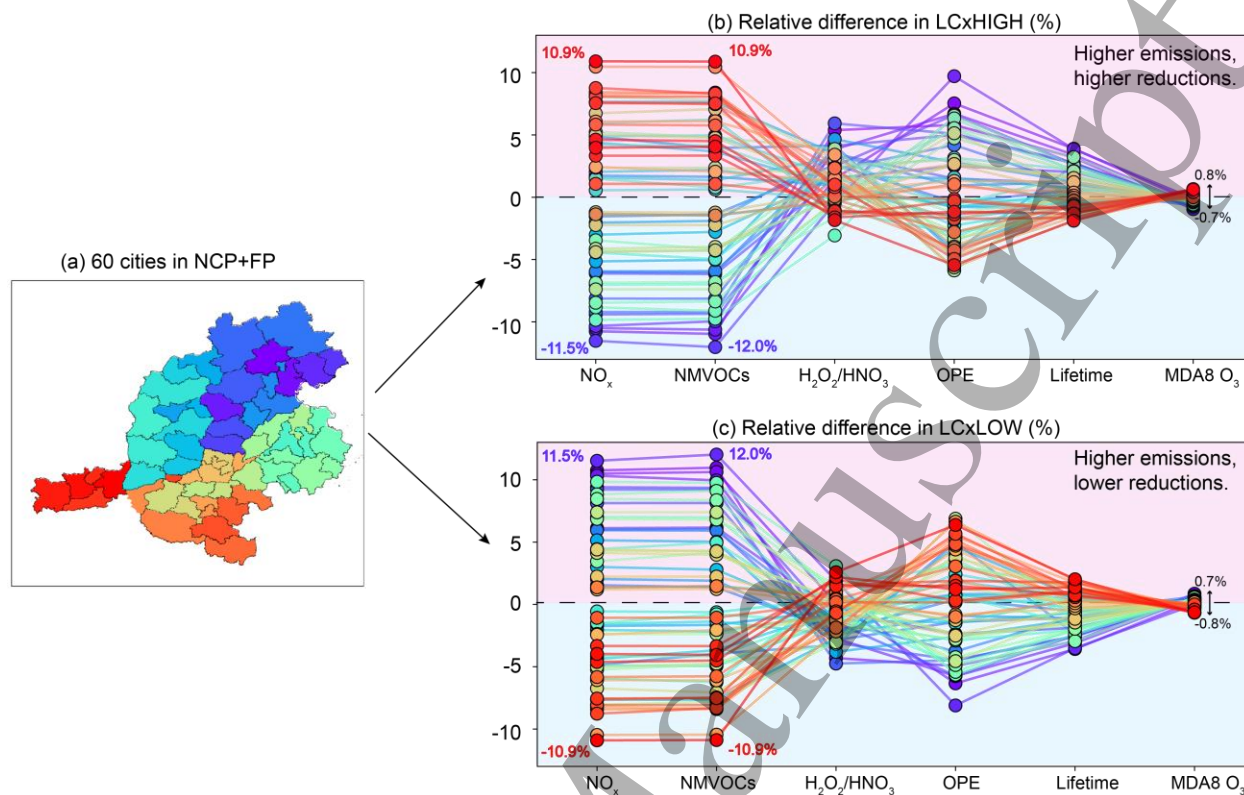 (a) 60 cities in NCP+FP
(b) Relative difference in LCxHIGH (%)
10.9%
10.9%
Higher emissions,
higher reductions.
10
5
0
-5
-10
0.8%
-0.7%
-11.5%
-12.0%
NOₓ
NMVOCs
H₂O₂/HNO₃
OPE
Lifetime
MDA8 O₃
(c) Relative difference in LCxLOW (%)
11.5%
12.0%
Higher emissions,
lower reductions.
10
5
0
-5
-10
0.7%
-0.8%
-10.9%
-10.9%
NOₓ
NMVOCs
H₂O₂/HNO₃
OPE
Lifetime
MDA8 O₃
Manuscript